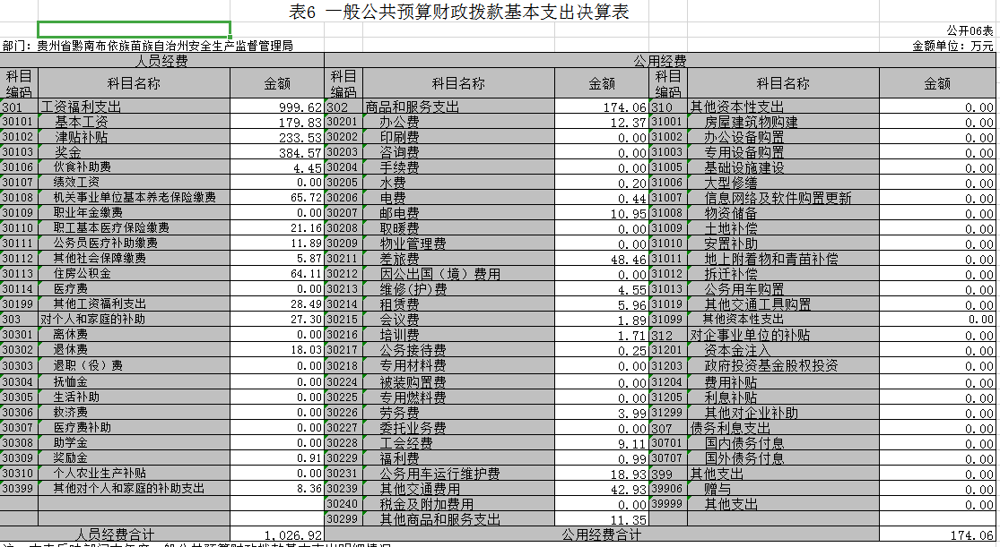 表6 一般公共预算财政拨款基本支出决算表
公开06表
部门：贵州省黔南布依族苗族自治州安全生产监督管理局 金额单位：万元
人员经费 公用经费
科目编码 科目名称 金额 科目编码 科目名称 金额 科目编码 科目名称 金额
301 工资福利支出 999.62 302 商品和服务支出 174.06 310 其他资本性支出 0.00
30101 基本工资 179.83 30201 办公费 12.37 31001 房屋建筑物购建 0.00
30102 津贴补贴 233.53 30202 印刷费 0.00 31002 办公设备购置 0.00
30103 奖金 384.57 30203 咨询费 0.00 31003 专用设备购置 0.00
30106 伙食补助费 4.45 30204 手续费 0.00 31005 基础设施建设 0.00
30107 绩效工资 0.00 30205 水费 0.20 31006 大型修缮 0.00
30108 机关事业单位基本养老保险缴费 65.72 30206 电费 0.44 31007 信息网络及软件购置更新 0.00
30109 职业年金缴费 0.00 30207 邮电费 10.95 31008 物资储备 0.00
30110 职工基本医疗保险缴费 21.16 30208 取暖费 0.00 31009 土地补偿 0.00
30111 公务员医疗补助缴费 11.89 30209 物业管理费 0.00 31010 安置补助 0.00
30112 其他社会保障缴费 5.87 30211 差旅费 48.46 31011 地上附着物和青苗补偿 0.00
30113 住房公积金 64.11 30212 因公出国（境）费用 0.00 31012 拆迁补偿 0.00
30114 医疗费 0.00 30213 维修(护)费 4.55 31013 公务用车购置 0.00
30199 其他工资福利支出 28.49 30214 租赁费 5.96 31019 其他交通工具购置 0.00
303 对个人和家庭的补助 27.30 30215 会议费 1.89 31099 其他资本性支出 0.00
30301 离休费 0.00 30216 培训费 1.71 312 对企事业单位的补贴 0.00
30302 退休费 18.03 30217 公务接待费 0.25 31201 资本金注入 0.00
30303 退职（役）费 0.00 30218 专用材料费 0.00 31203 政府投资基金股权投资 0.00
30304 抚恤金 0.00 30224 被装购置费 0.00 31204 费用补贴 0.00
30305 生活补助 0.00 30225 专用燃料费 0.00 31205 利息补贴 0.00
30306 救济费 0.00 30226 劳务费 3.99 31299 其他对企业补助 0.00
30307 医疗费补助 0.00 30227 委托业务费 0.00 307 债务利息支出 0.00
30308 助学金 0.00 30228 工会经费 9.11 30701 国内债务付息 0.00
30309 奖励金 0.91 30229 福利费 0.99 30707 国外债务付息 0.00
30310 个人农业生产补贴 0.00 30231 公务用车运行维护费 18.93 399 其他支出 0.00
30399 其他对个人和家庭的补助支出 8.36 30239 其他交通费用 42.93 39906 赠与 0.00
30240 税金及附加费用 0.00 39999 其他支出 0.00
30299 其他商品和服务支出 11.35
人员经费合计 1,026.92 公用经费合计 174.06